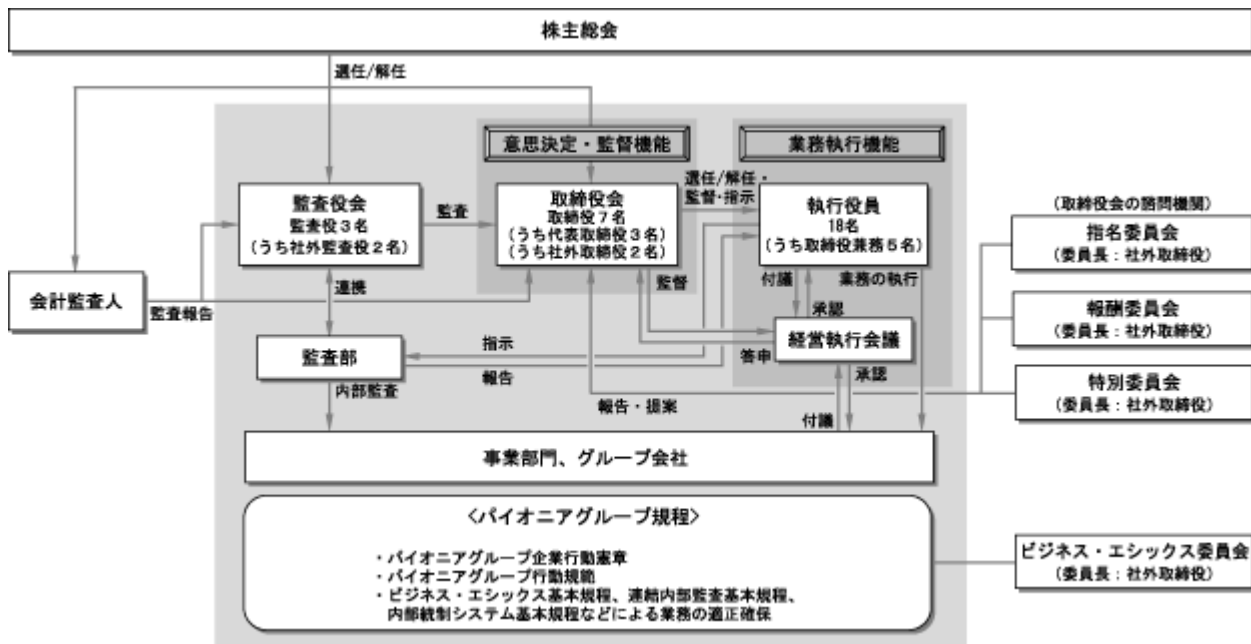 株主総会
選任/解任
意思決定・監督機能
業務執行機能
監査役会
監査役3名
(うち社外監査役2名)
監査
取締役会
取締役7名
(うち代表取締役3名)
(うち社外取締役2名)
選任/解任・
監督・指示
執行役員
18名
(うち取締役兼務5名)
(取締役会の諮問機関)
指名委員会
(委員長:社外取締役)
会計監査人
監査報告
連携
監督
付議
承認
業務の執行
報酬委員会
(委員長:社外取締役)
監査部
指示
報告
答申
経営執行会議
承認
内部監査
報告・提案
付議
特別委員会
(委員長:社外取締役)
事業部門、グループ会社
〈パイオニアグループ規程〉
・パイオニアグループ企業行動憲章
・パイオニアグループ行動規範
・ビジネス・エシックス基本規程、連結内部監査基本規程、
内部統制システム基本規程などによる業務の適正確保
ビジネス・エシックス委員会
(委員長:社外取締役)